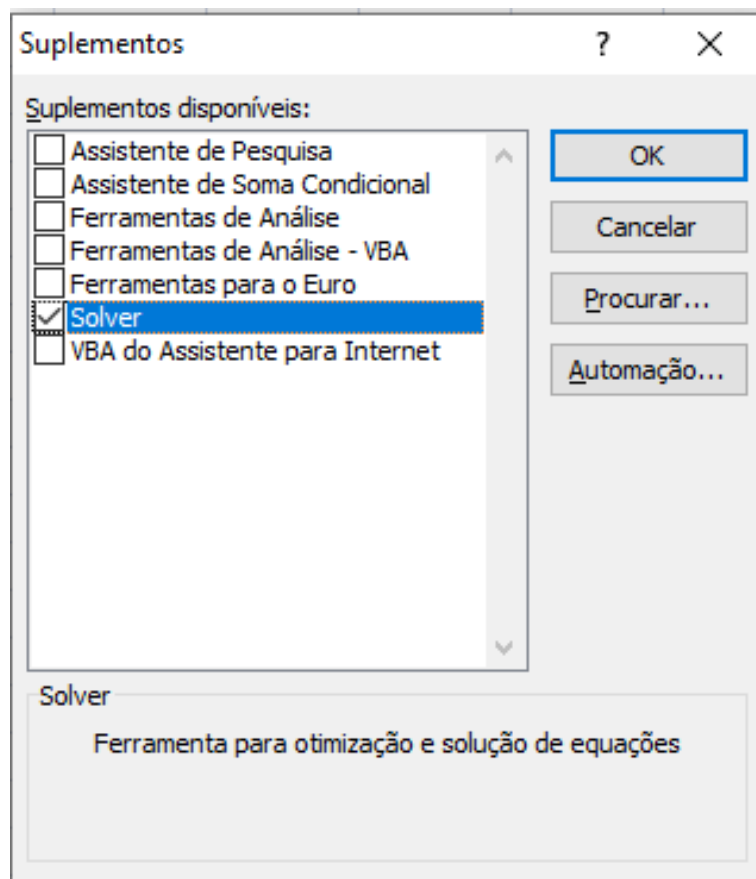 Suplementos
Suplementos disponíveis:
Assistente de Pesquisa
Assistente de Soma Condicional
Ferramentas de Análise
Ferramentas de Análise - VBA
Ferramentas para o Euro
Solver
VBA do Assistente para Internet
OK
Cancelar
Procurar...
Automação...
Solver
Ferramenta para otimização e solução de equações